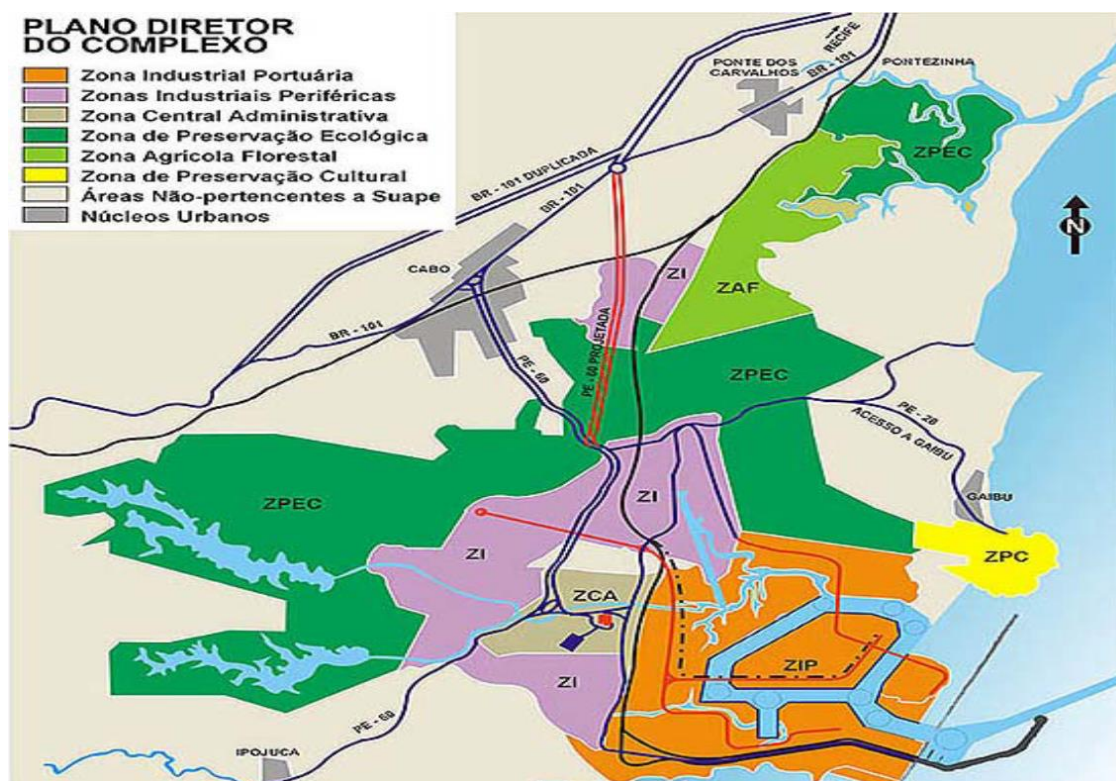 PLANO DIRETOR
DO COMPLEXO
Zona Industrial Portuária
Zonas Industriais Periféricas
Zona Central Administrativa
Zona de Preservação Ecológica
Zona Agrícola Florestal
Zona de Preservação Cultural
Áreas Não-pertencentes a Suape
Núcleos Urbanos
RECIFE
PONTE DOS
CARVALHOS
BR - 101
PONTEZINHA
ZPEC
BR - 101 DUPLICADA
BR - 101
N
CABO
ZI
ZAF
BR - 101
PE - 60
PE - 60 PROJETADA
ZPEC
PE - 28
ACESSO A GAIBU
ZPEC
ZI
GAIBU
ZI
ZPC
ZCA
ZIP
ZI
PE - 60
IPOJUCA